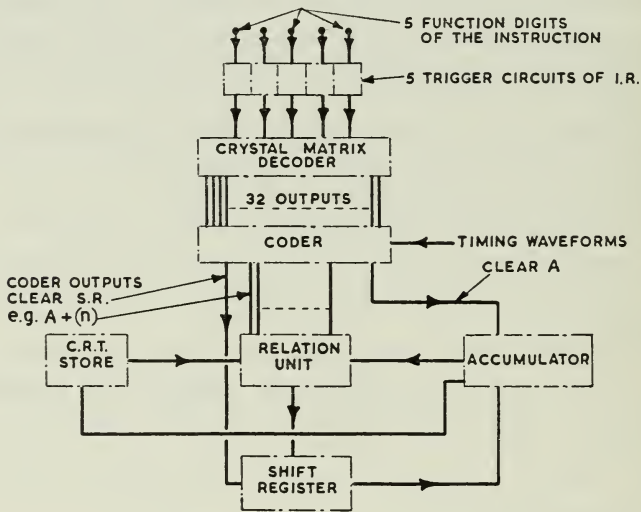 5 FUNCTION DIGITS
OF THE INSTRUCTION
5 TRIGGER CIRCUITS OF I.R.
CRYSTAL MATRIX
DECODER
32 OUTPUTS
CODER
TIMING WAVEFORMS
CLEAR A
CODER OUTPUTS
CLEAR S.R.
e.g. A + (n)
C.R.T.
STORE
RELATION
UNIT
ACCUMULATOR
SHIFT
REGISTER